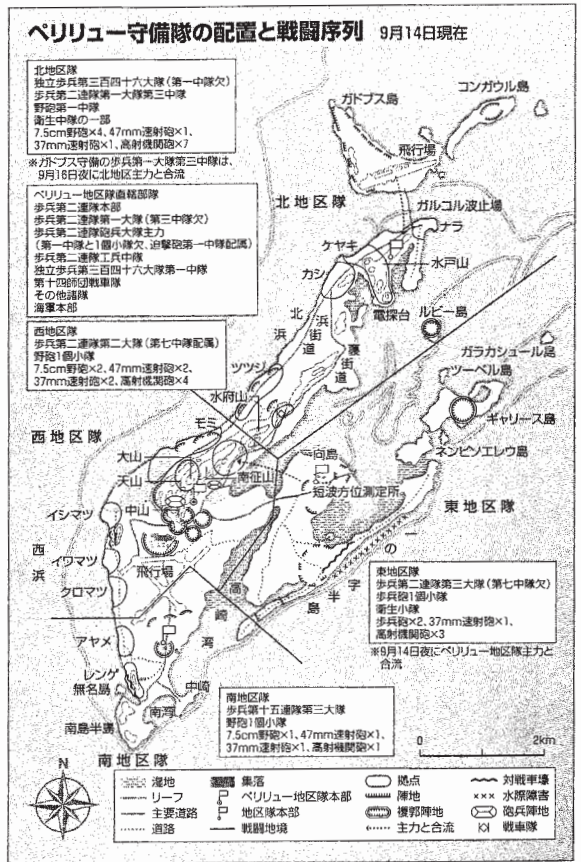 ペリリュー守備隊の配置と戦闘序列 9月14日現在
北地区隊
独立歩兵第三百四十六大隊(第一中隊欠)
歩兵第二連隊第一大隊第三中隊
野砲第一中隊
衛生中隊の一部
7.5cm野砲×4、47mm速射砲×1、
37mm速射砲×1、高射機関砲×7
※ガドブス守備の歩兵第一大隊第三中隊は、
9月16日夜に北地区主力と合流
ペリリュー地区隊直轄部隊
歩兵第二連隊本部
歩兵第二連隊第一大隊(第三中隊欠)
歩兵第二連隊砲兵大隊主力
(第一中隊と1個小隊欠、迫撃砲第一中隊配属)
歩兵第二連隊工兵中隊
独立歩兵第三百四十六大隊第一中隊
第十四師団戦車隊
その他諸隊
海軍本部
西地区隊
歩兵第二連隊第二大隊(第七中隊配属)
野砲1個小隊
7.5cm野砲×2、47mm速射砲×2、
37mm速射砲×2、高射機関砲×4
コンガウル島
ガドブス島
飛行場
北地区隊
ガルコル波止場
ナラ
ケヤキ
水戸山
カシ
電探台
ルビー島
北浜街道
裏街道
ガラカシュール島
ツーベル島
ギャリース島
ネンピンエレウ島
ツツジ
水府山
モミ
西地区隊
大山
天山
南征山
向島
短波方位測定所
東地区隊
中山
イシマツ
西浜
イワマツ
飛行場
クロマツ
高崎湾
一の字半島
アヤメ
レンゲ
無名島
中崎
南湾
南島半島
南地区隊
東地区隊
歩兵第二連隊第三大隊(第七中隊欠)
歩兵砲1個小隊
衛生小隊
歩兵砲×2、37mm速射砲×1、
高射機関砲×3
※9月14日夜にペリリュー地区隊主力と
合流
南地区隊
歩兵第十五連隊第三大隊
野砲1個小隊
7.5cm野砲×1、47mm速射砲×1、
37mm速射砲×1、高射機関砲×1
0 2km
N
湿地 集落 拠点 対戦車壕
リーフ ペリリュー地区隊本部 陣地 水際障害
主要道路 地区隊本部 複郭陣地 砲兵陣地
道路 戦闘地境 主力と合流 戦車隊